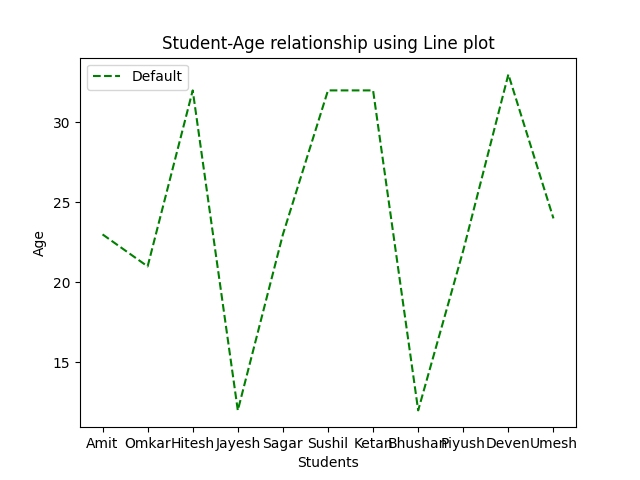 Student-Age relationship using Line plot
Default
Age
30
25
20
15
Amit Omkar Hitesh Jayesh Sagar Sushil Ketan Bhushan Piyush Deven Umesh
Students